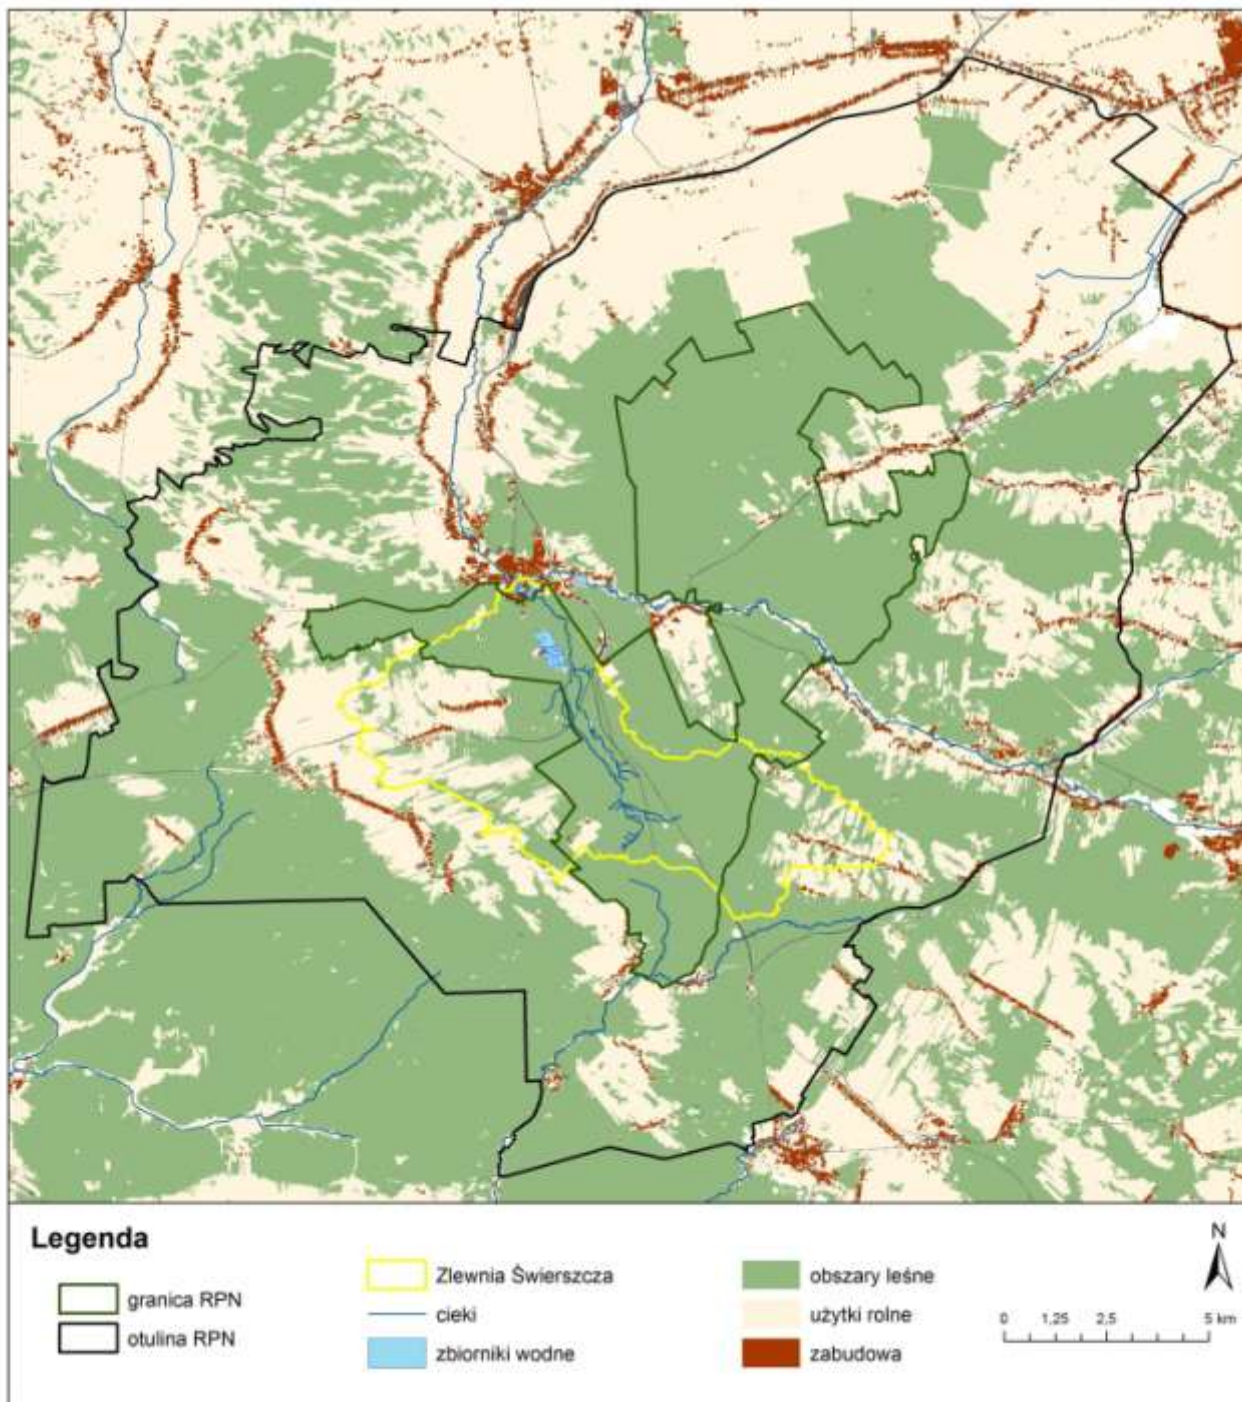 Legenda
granica RPN
otulina RPN
Zlewnia Świerszcza
cieki
zbiorniki wodne
obszary leśne
użytki rolne
zabudowa
N
0 1,25 2,5 5 km